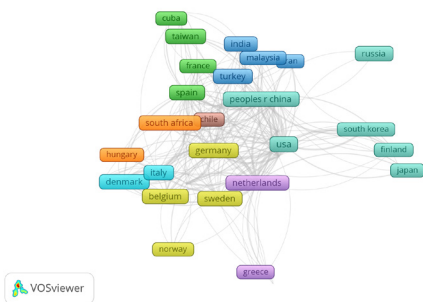 cuba
taiwan
india
russia
france
malaysia
turkey
spain
peoples r china
chile
south africa
south korea
usa
germany
finland
hungary
japan
italy
denmark
netherlands
belgium
sweden
norway
greece
VOSviewer